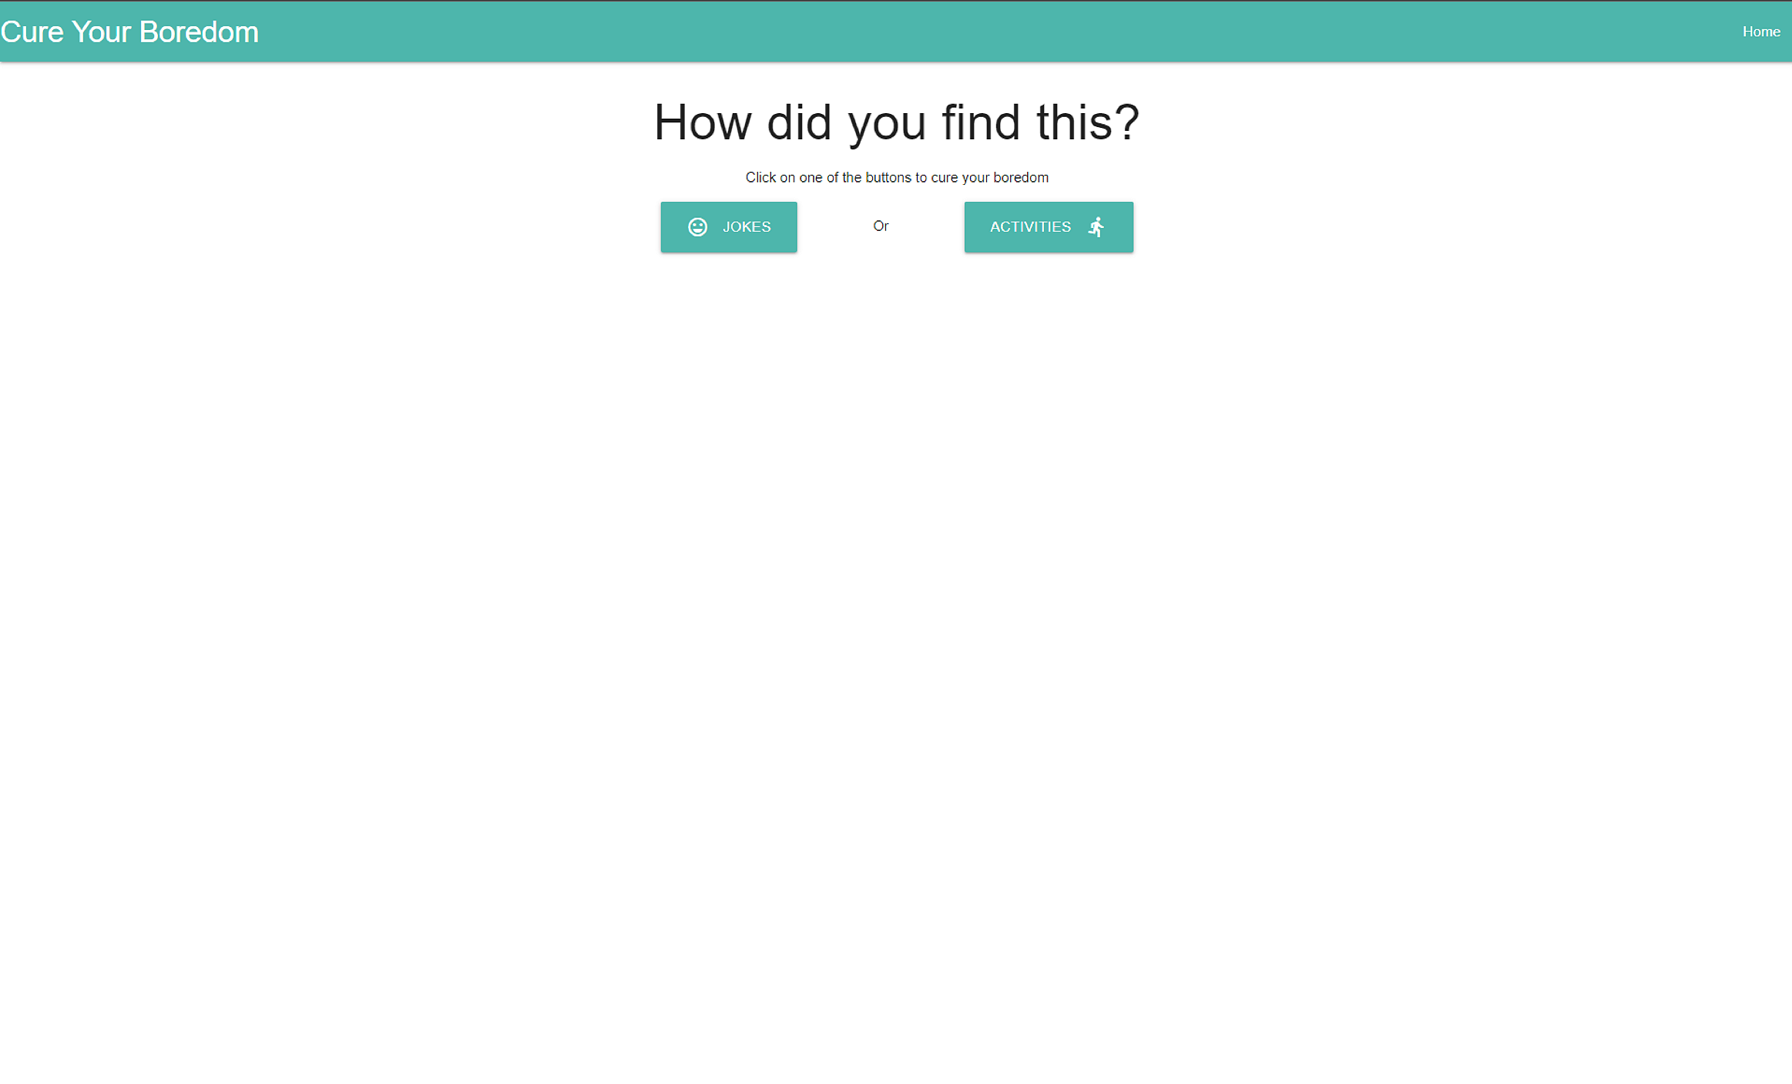 Cure Your Boredom
Home
How did you find this?
Click on one of the buttons to cure your boredom
JOKES
Or
ACTIVITIES